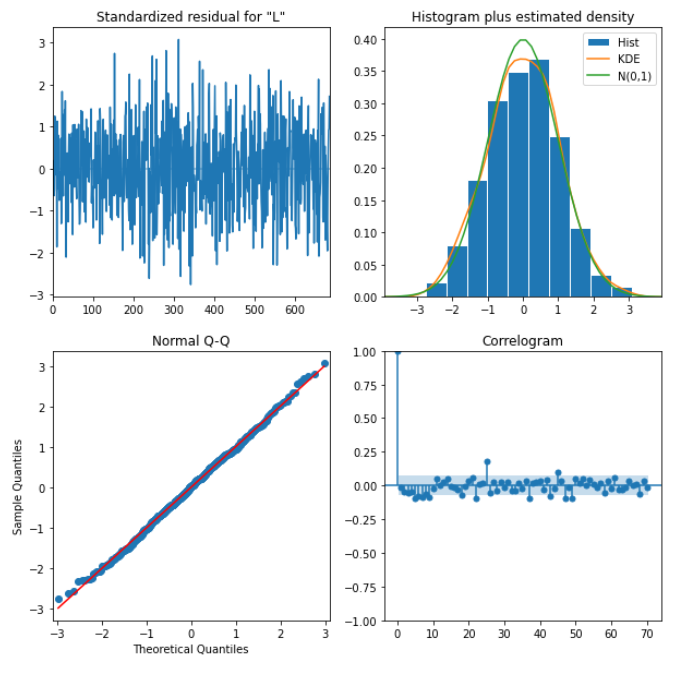 Standardized residual for "L"
3
2
1
0
−1
−2
−3
0 100 200 300 400 500 600
Histogram plus estimated density
0.40
0.35
0.30
0.25
0.20
0.15
0.10
0.05
0.00
−3 −2 −1 0 1 2 3
Hist
KDE
N(0,1)
Normal Q-Q
Sample Quantiles
3
2
1
0
−1
−2
−3
−3 −2 −1 0 1 2 3
Theoretical Quantiles
Correlogram
1.00
0.75
0.50
0.25
0.00
−0.25
−0.50
−0.75
−1.00
0 10 20 30 40 50 60 70